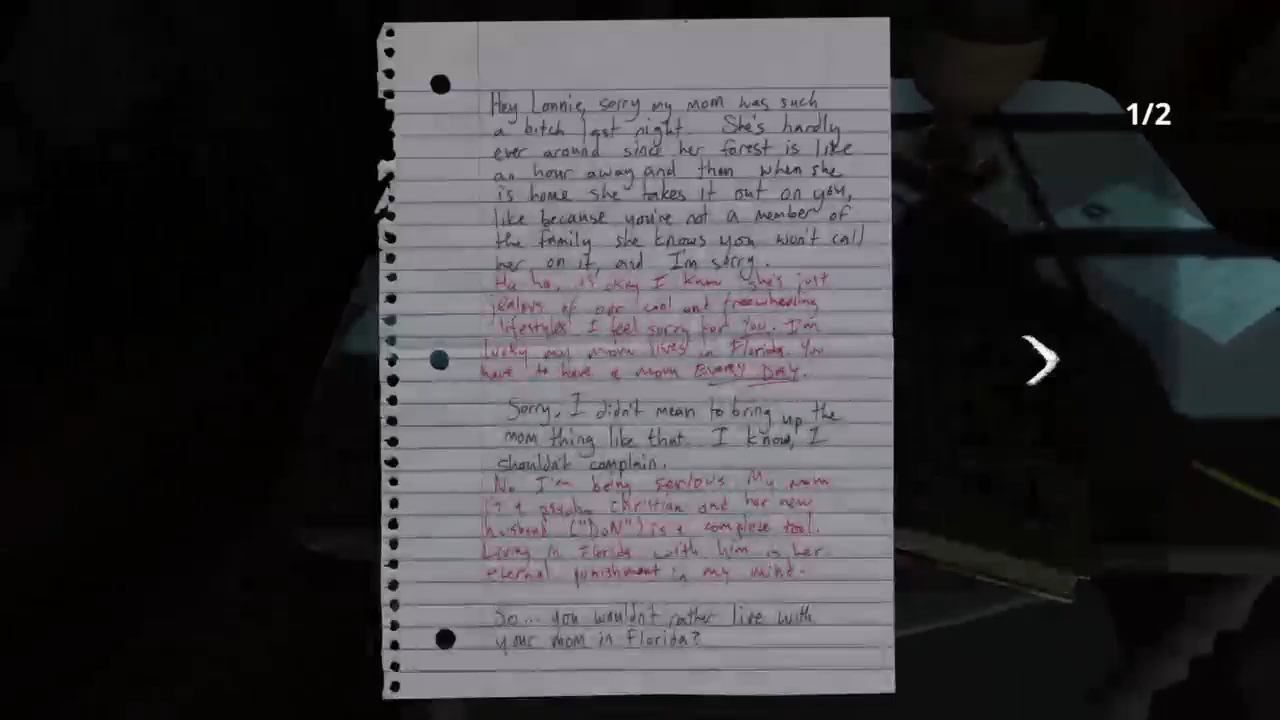 1/2
Hey Lonnie, sorry my mom was such
a bitch last night. She's hardly
ever around since her forest is like
an hour away and then when she
is home she takes it out on you,
like because you're not a member of
the family she knows you won't call
her on it, and I'm sorry.
Ha ha, is okay I know she's just
jealous of our cool and freewheeling
lifestyles! I feel sorry for you. I'm
lucky my mom lives in Florida. You
have to have a mom EVERY DAY.
Sorry, I didn't mean to bring up the
mom thing like that. I know, I
shouldn't complain.
No I'm being serious. My mom
is a psycho christian and her new
husband ("DoN") is a complete tool.
Living in Florida with him is her
eternal punishment in my mind.
So... you wouldn't rather live with
your mom in Florida?